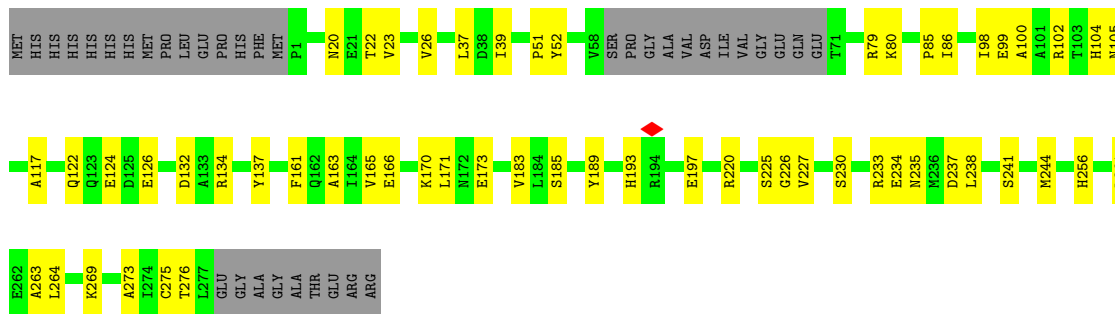 MET HIS HIS HIS HIS HIS HIS MET PRO LEU GLU PRO HIS PHE MET P1 N20 E21 T22 V23 V26 L37 D38 I39 P51 Y52 V58 SER PRO GLY ALA VAL ASP ILE VAL GLY GLU GLN GLU T71 R79 K80 P85 I86 I98 E99 A100 A101 R102 T103 H104 N105
A117 Q122 Q123 E124 D125 E126 D132 A133 R134 Y137 F161 Q162 A163 I164 V165 E166 K170 L171 N172 E173 V183 L184 S185 Y189 H193 R194 E197 R220 S225 G226 V227 S230 R233 E234 N235 M236 D237 L238 S241 M244 H256
E262 A263 L264 K269 A273 I274 C275 T276 L277 GLU GLY ALA GLY ALA THR GLU ARG ARG